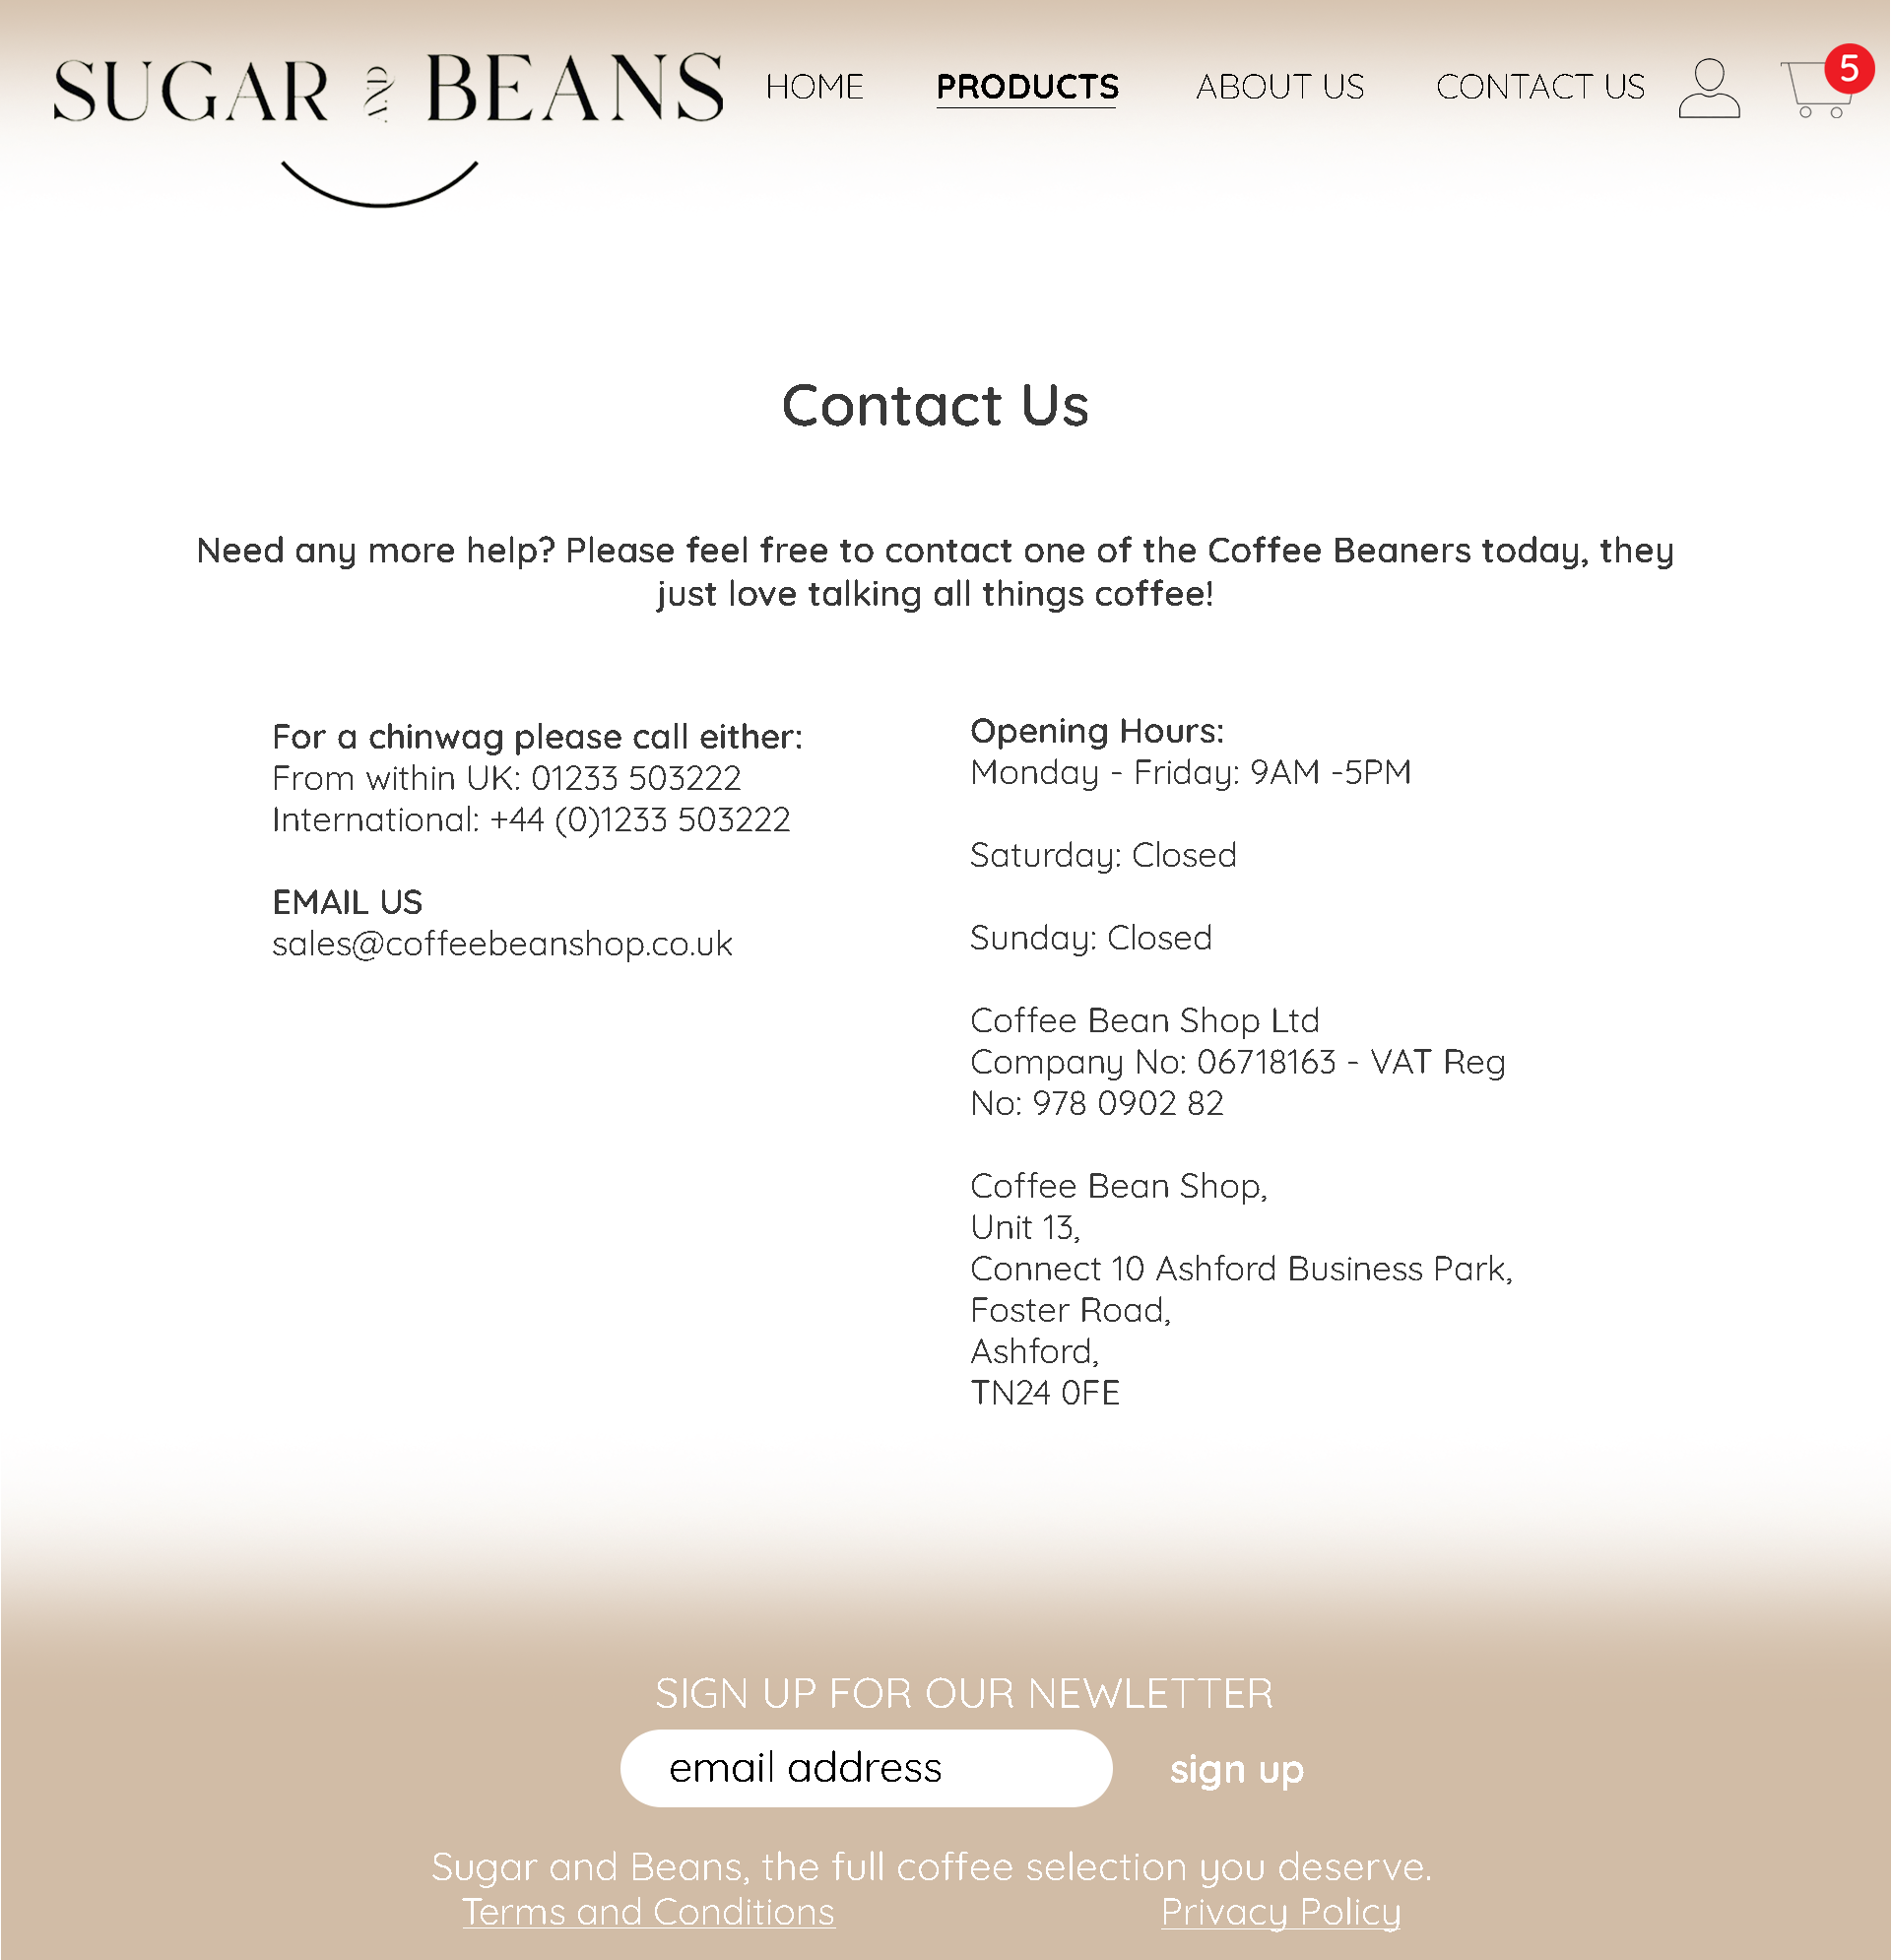 SUGAR and BEANS
HOME PRODUCTS ABOUT US CONTACT US 5
Contact Us
Need any more help? Please feel free to contact one of the Coffee Beaners today, they
just love talking all things coffee!
For a chinwag please call either:
From within UK: 01233 503222
International: +44 (0)1233 503222
EMAIL US
sales@coffeebeanshop.co.uk
Opening Hours:
Monday - Friday: 9AM -5PM
Saturday: Closed
Sunday: Closed
Coffee Bean Shop Ltd
Company No: 06718163 - VAT Reg
No: 978 0902 82
Coffee Bean Shop,
Unit 13,
Connect 10 Ashford Business Park,
Foster Road,
Ashford,
TN24 0FE
SIGN UP FOR OUR NEWLETTER
email address sign up
Sugar and Beans, the full coffee selection you deserve.
Terms and Conditions Privacy Policy